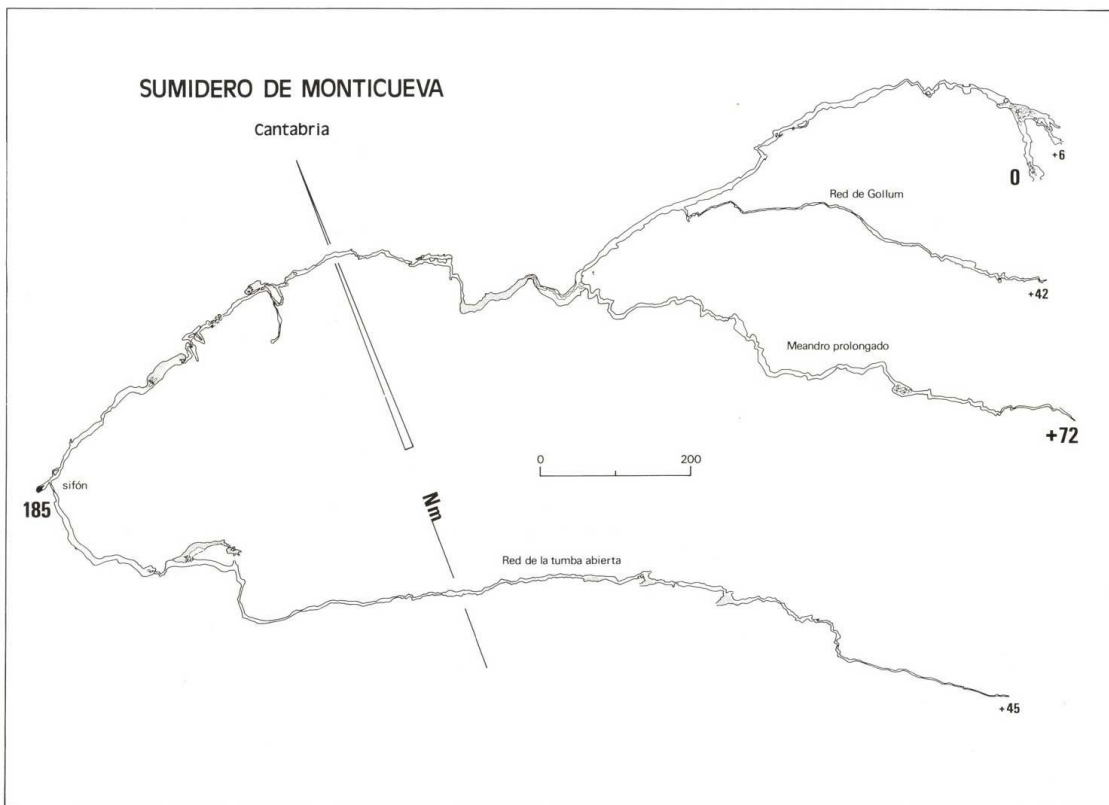 SUMIDERO DE MONTICUEVA
Cantabria
+6
0
Red de Gollum
+42
Meandro prolongado
+72
0 200
sifón
185
Nm
Red de la tumba abierta
+45